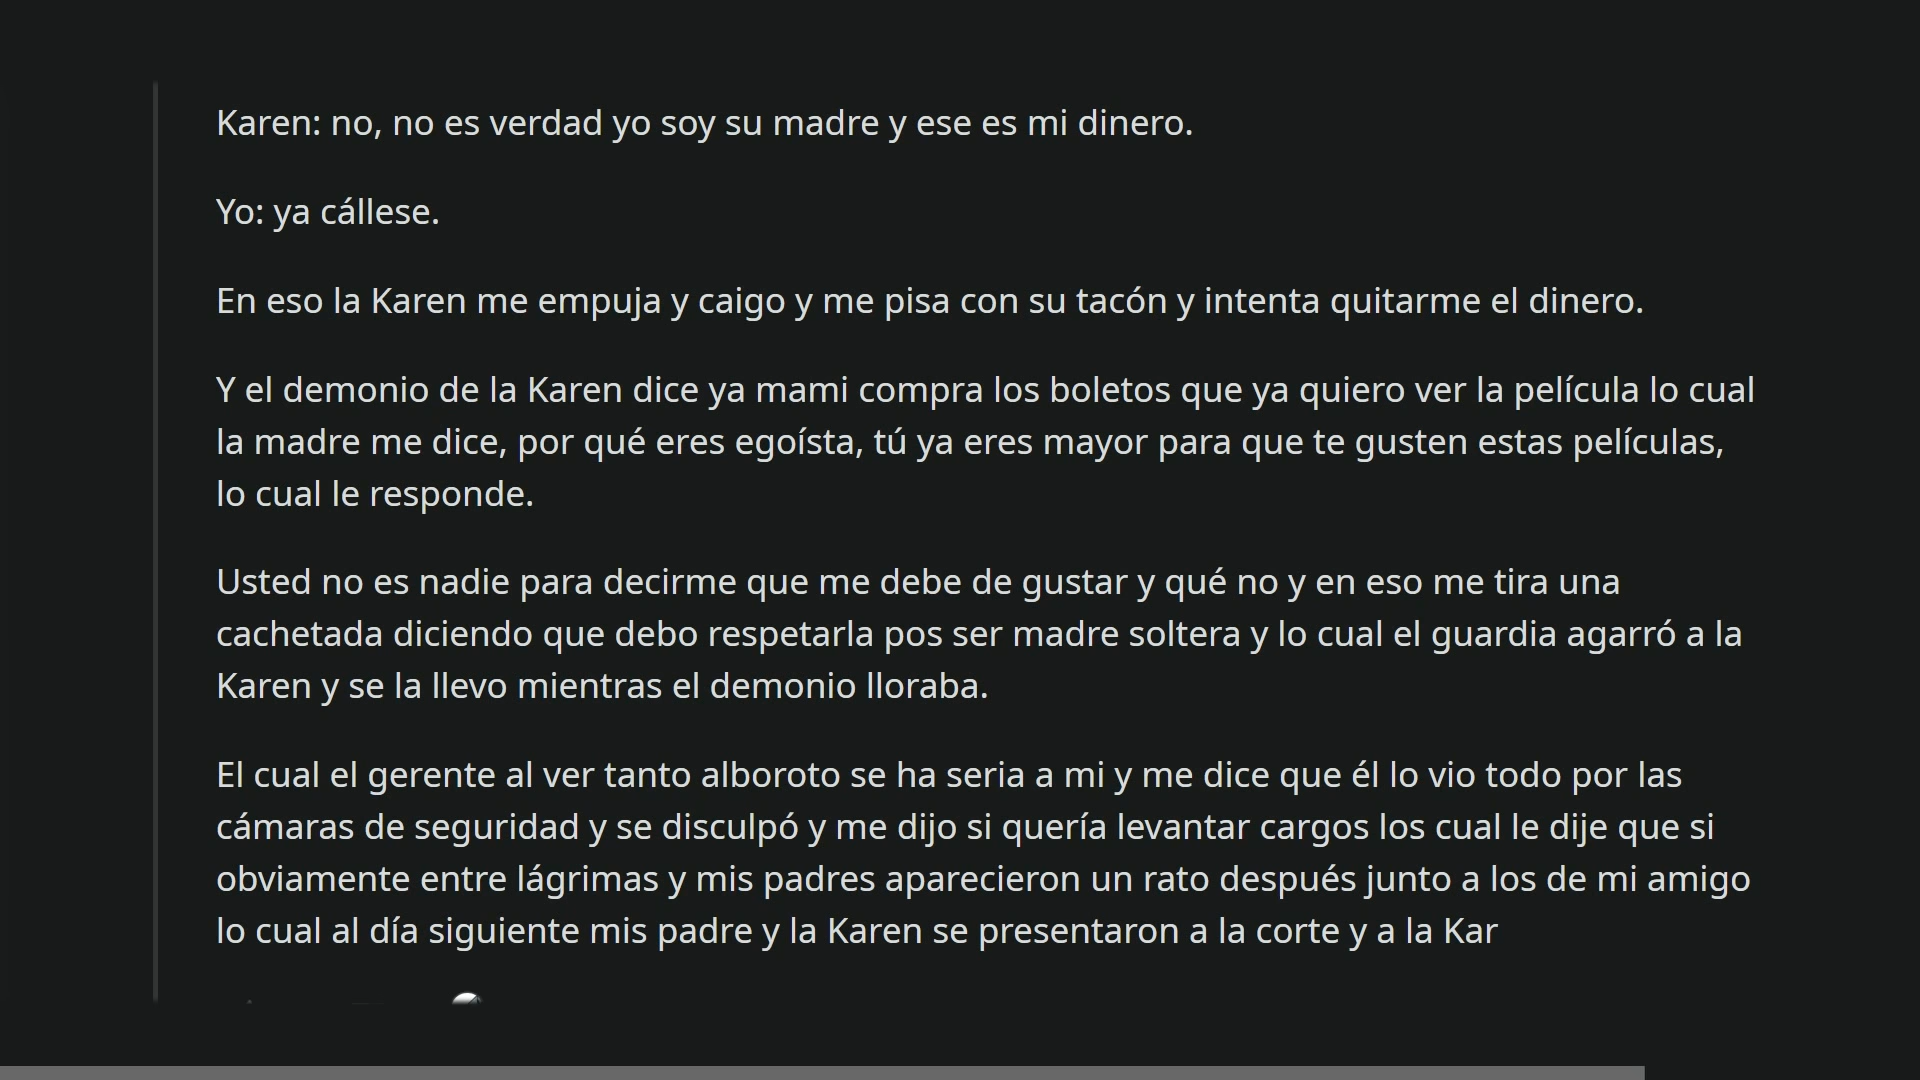 Karen: no, no es verdad yo soy su madre y ese es mi dinero.
Yo: ya cállese.
En eso la Karen me empuja y caigo y me pisa con su tacón y intenta quitarme el dinero.
Y el demonio de la Karen dice ya mami compra los boletos que ya quiero ver la película lo cual
la madre me dice, por qué eres egoísta, tú ya eres mayor para que te gusten estas películas,
lo cual le responde.
Usted no es nadie para decirme que me debe de gustar y qué no y en eso me tira una
cachetada diciendo que debo respetarla pos ser madre soltera y lo cual el guardia agarró a la
Karen y se la llevo mientras el demonio lloraba.
El cual el gerente al ver tanto alboroto se ha seria a mi y me dice que él lo vio todo por las
cámaras de seguridad y se disculpó y me dijo si quería levantar cargos los cual le dije que si
obviamente entre lágrimas y mis padres aparecieron un rato después junto a los de mi amigo
lo cual al día siguiente mis padre y la Karen se presentaron a la corte y a la Kar